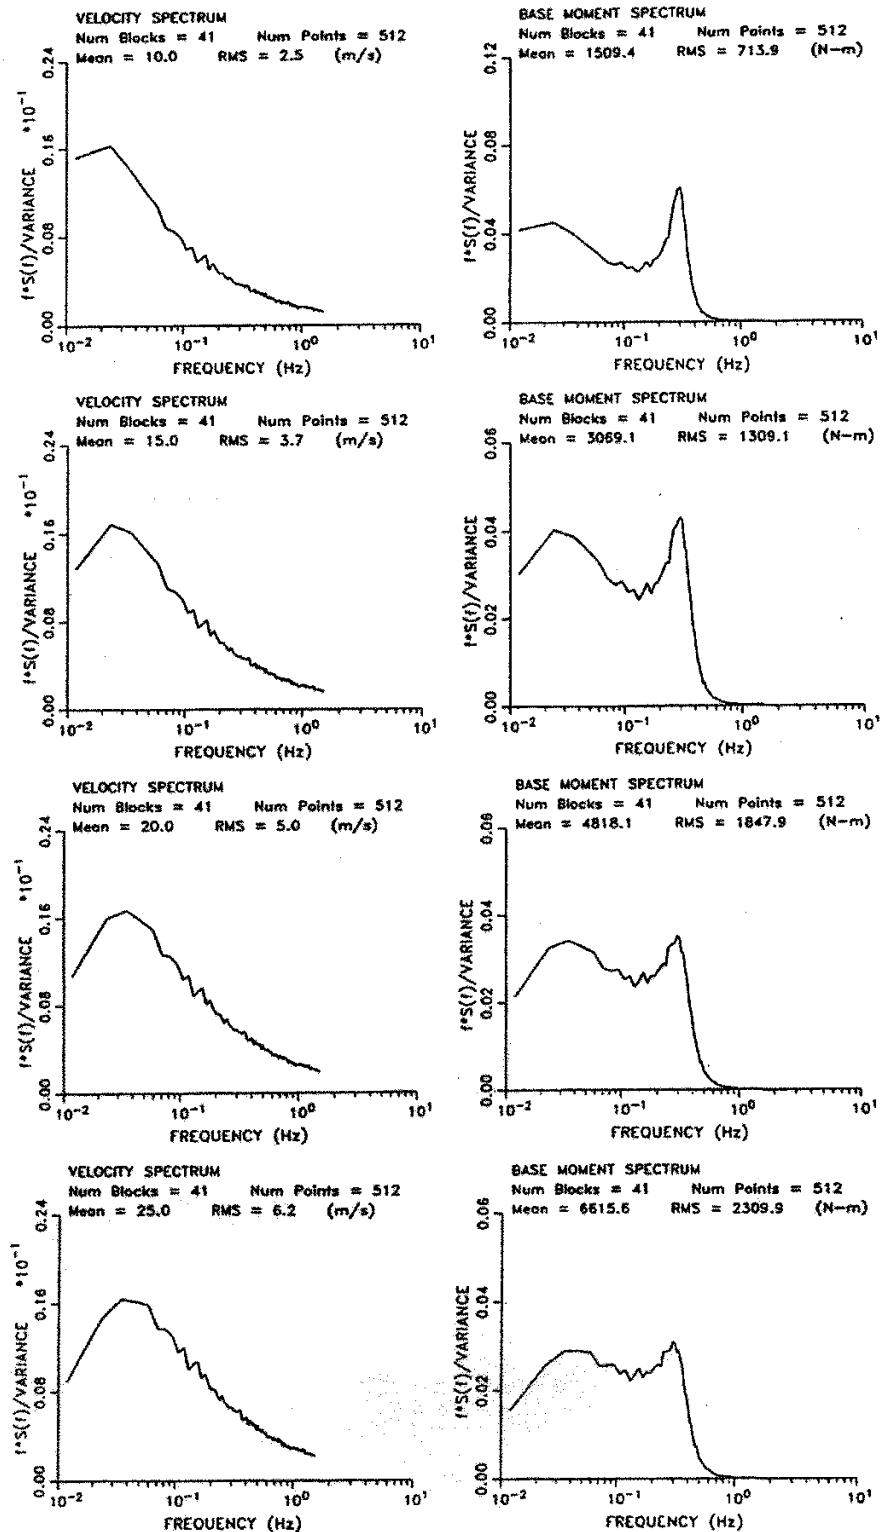 VELOCITY SPECTRUM
Num Blocks = 41 Num Points = 512
Mean = 10.0 RMS = 2.5 (m/s)
f*S(f)/VARIANCE *10⁻¹
0.24
0.16
0.08
0.00
10⁻² 10⁻¹ 10⁰ 10¹
FREQUENCY (Hz)
BASE MOMENT SPECTRUM
Num Blocks = 41 Num Points = 512
Mean = 1509.4 RMS = 713.9 (N-m)
f*S(f)/VARIANCE
0.12
0.08
0.04
0.00
10⁻² 10⁻¹ 10⁰ 10¹
FREQUENCY (Hz)
VELOCITY SPECTRUM
Num Blocks = 41 Num Points = 512
Mean = 15.0 RMS = 3.7 (m/s)
f*S(f)/VARIANCE *10⁻¹
0.24
0.16
0.08
0.00
10⁻² 10⁻¹ 10⁰ 10¹
FREQUENCY (Hz)
BASE MOMENT SPECTRUM
Num Blocks = 41 Num Points = 512
Mean = 3069.1 RMS = 1309.1 (N-m)
f*S(f)/VARIANCE
0.06
0.04
0.02
0.00
10⁻² 10⁻¹ 10⁰ 10¹
FREQUENCY (Hz)
VELOCITY SPECTRUM
Num Blocks = 41 Num Points = 512
Mean = 20.0 RMS = 5.0 (m/s)
f*S(f)/VARIANCE *10⁻¹
0.24
0.16
0.08
0.00
10⁻² 10⁻¹ 10⁰ 10¹
FREQUENCY (Hz)
BASE MOMENT SPECTRUM
Num Blocks = 41 Num Points = 512
Mean = 4818.1 RMS = 1847.9 (N-m)
f*S(f)/VARIANCE
0.06
0.04
0.02
0.00
10⁻² 10⁻¹ 10⁰ 10¹
FREQUENCY (Hz)
VELOCITY SPECTRUM
Num Blocks = 41 Num Points = 512
Mean = 25.0 RMS = 6.2 (m/s)
f*S(f)/VARIANCE *10⁻¹
0.24
0.16
0.08
0.00
10⁻² 10⁻¹ 10⁰ 10¹
FREQUENCY (Hz)
BASE MOMENT SPECTRUM
Num Blocks = 41 Num Points = 512
Mean = 6615.6 RMS = 2309.9 (N-m)
f*S(f)/VARIANCE
0.06
0.04
0.02
0.00
10⁻² 10⁻¹ 10⁰ 10¹
FREQUENCY (Hz)